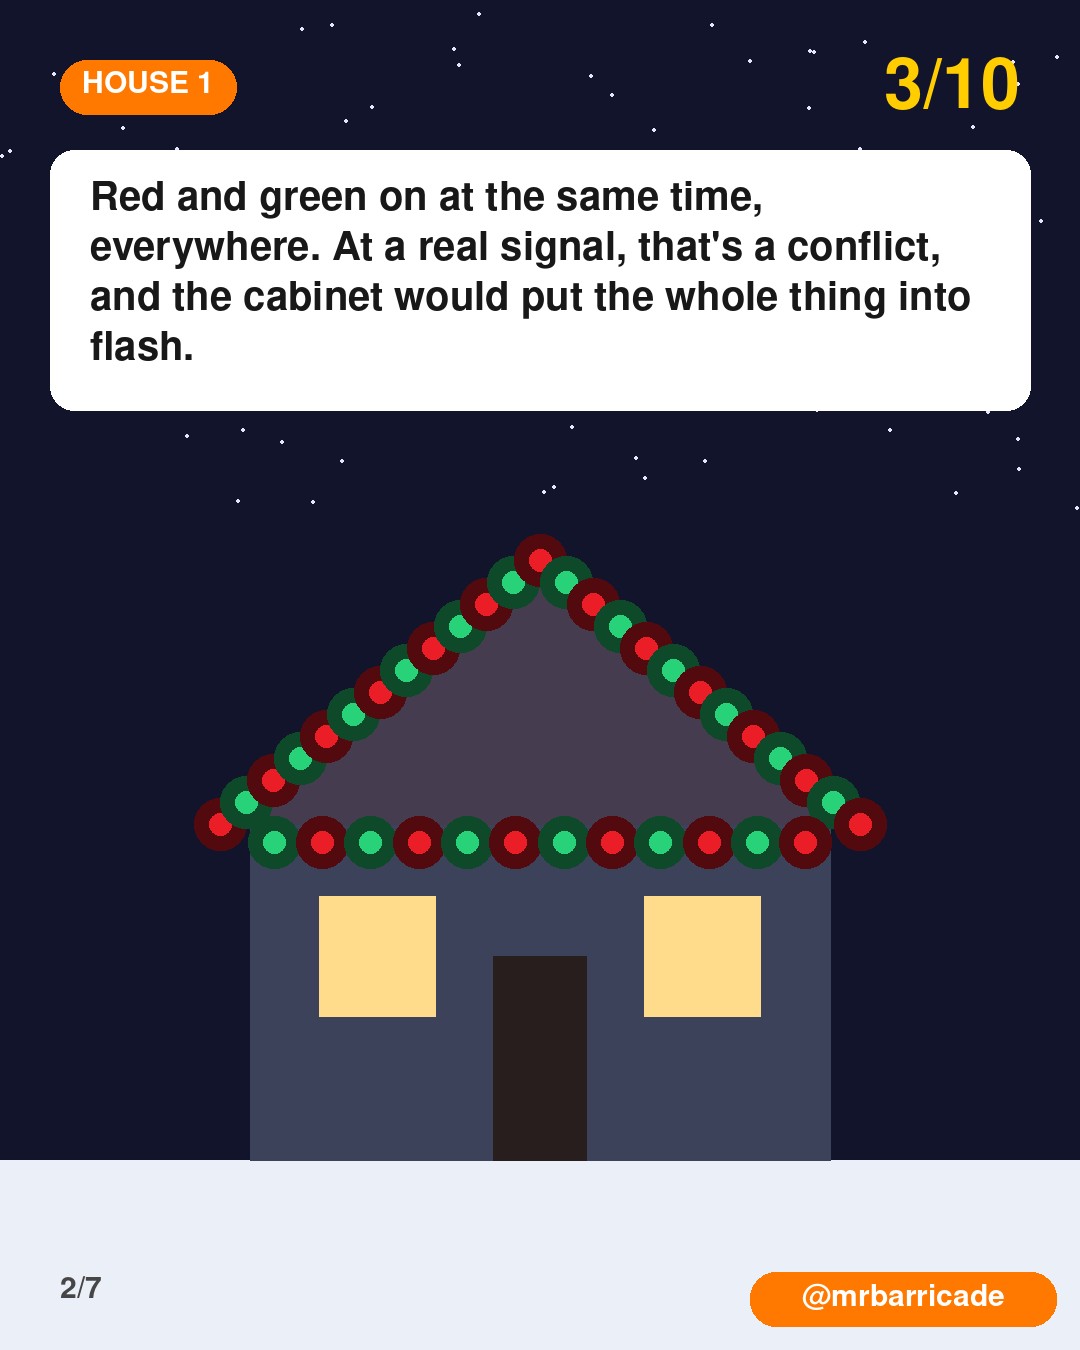 HOUSE 1
3/10
Red and green on at the same time,
everywhere. At a real signal, that's a conflict,
and the cabinet would put the whole thing into
flash.
2/7
@mrbarricade